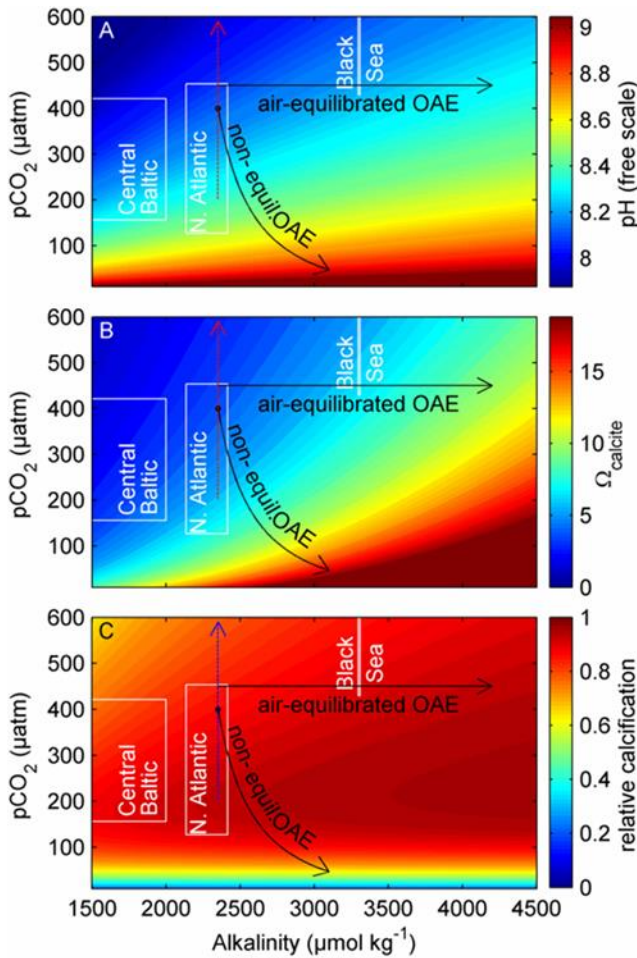 A
600
500
400
300
200
100
pCO₂ (µatm)
Central
Baltic
N. Atlantic
Black
Sea
air-equilibrated OAE
non- equil.OAE
9
8.8
8.6
8.4
8.2
8
pH (free scale)
B
600
500
400
300
200
100
pCO₂ (µatm)
Central
Baltic
N. Atlantic
Black
Sea
air-equilibrated OAE
non- equil.OAE
15
10
5
0
Ωcalcite
C
600
500
400
300
200
100
pCO₂ (µatm)
Central
Baltic
N. Atlantic
Black
Sea
air-equilibrated OAE
non- equil.OAE
1
0.8
0.6
0.4
0.2
0
relative calcification
1500 2000 2500 3000 3500 4000 4500
Alkalinity (µmol kg⁻¹)